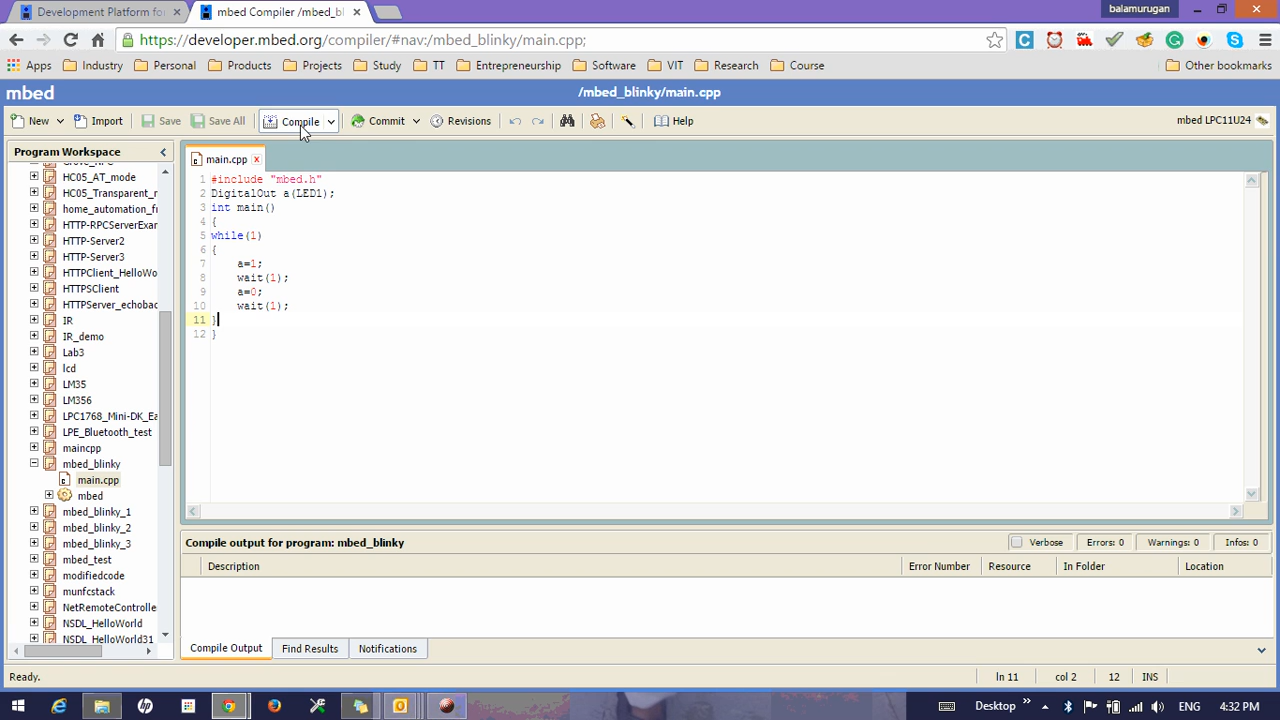 Development Platform fo
mbed Compiler /mbed_bl
balamurugan
https://developer.mbed.org/compiler/#nav:/mbed_blinky/main.cpp;
Apps Industry Personal Products Projects Study TT Entrepreneurship Software VIT Research Course Other bookmarks
mbed /mbed_blinky/main.cpp
New Import Save Save All Compile Commit Revisions Help mbed LPC11U24
Program Workspace
HC05_AT_mode
HC05_Transparent_r
home_automation_fr
HTTP-RPCServerExar
HTTP-Server2
HTTP-Server3
HTTPClient_HelloWo
HTTPSClient
HTTPServer_echobac
IR
IR_demo
Lab3
lcd
LM35
LM356
LPC1768_Mini-DK_Ea
LPE_Bluetooth_test
maincpp
mbed_blinky
main.cpp
mbed
mbed_blinky_1
mbed_blinky_2
mbed_blinky_3
mbed_test
modifiedcode
munfcstack
NetRemoteControlle
NSDL_HelloWorld
NSDL_HelloWorld31
main.cpp
1 #include "mbed.h"
2 DigitalOut a(LED1);
3 int main()
4 {
5 while(1)
6 {
7 a=1;
8 wait(1);
9 a=0;
10 wait(1);
11 }
12 }
Compile output for program: mbed_blinky Verbose Errors: 0 Warnings: 0 Infos: 0
Description Error Number Resource In Folder Location
Compile Output Find Results Notifications
Ready. ln 11 col 2 12 INS
Desktop ENG 4:32 PM